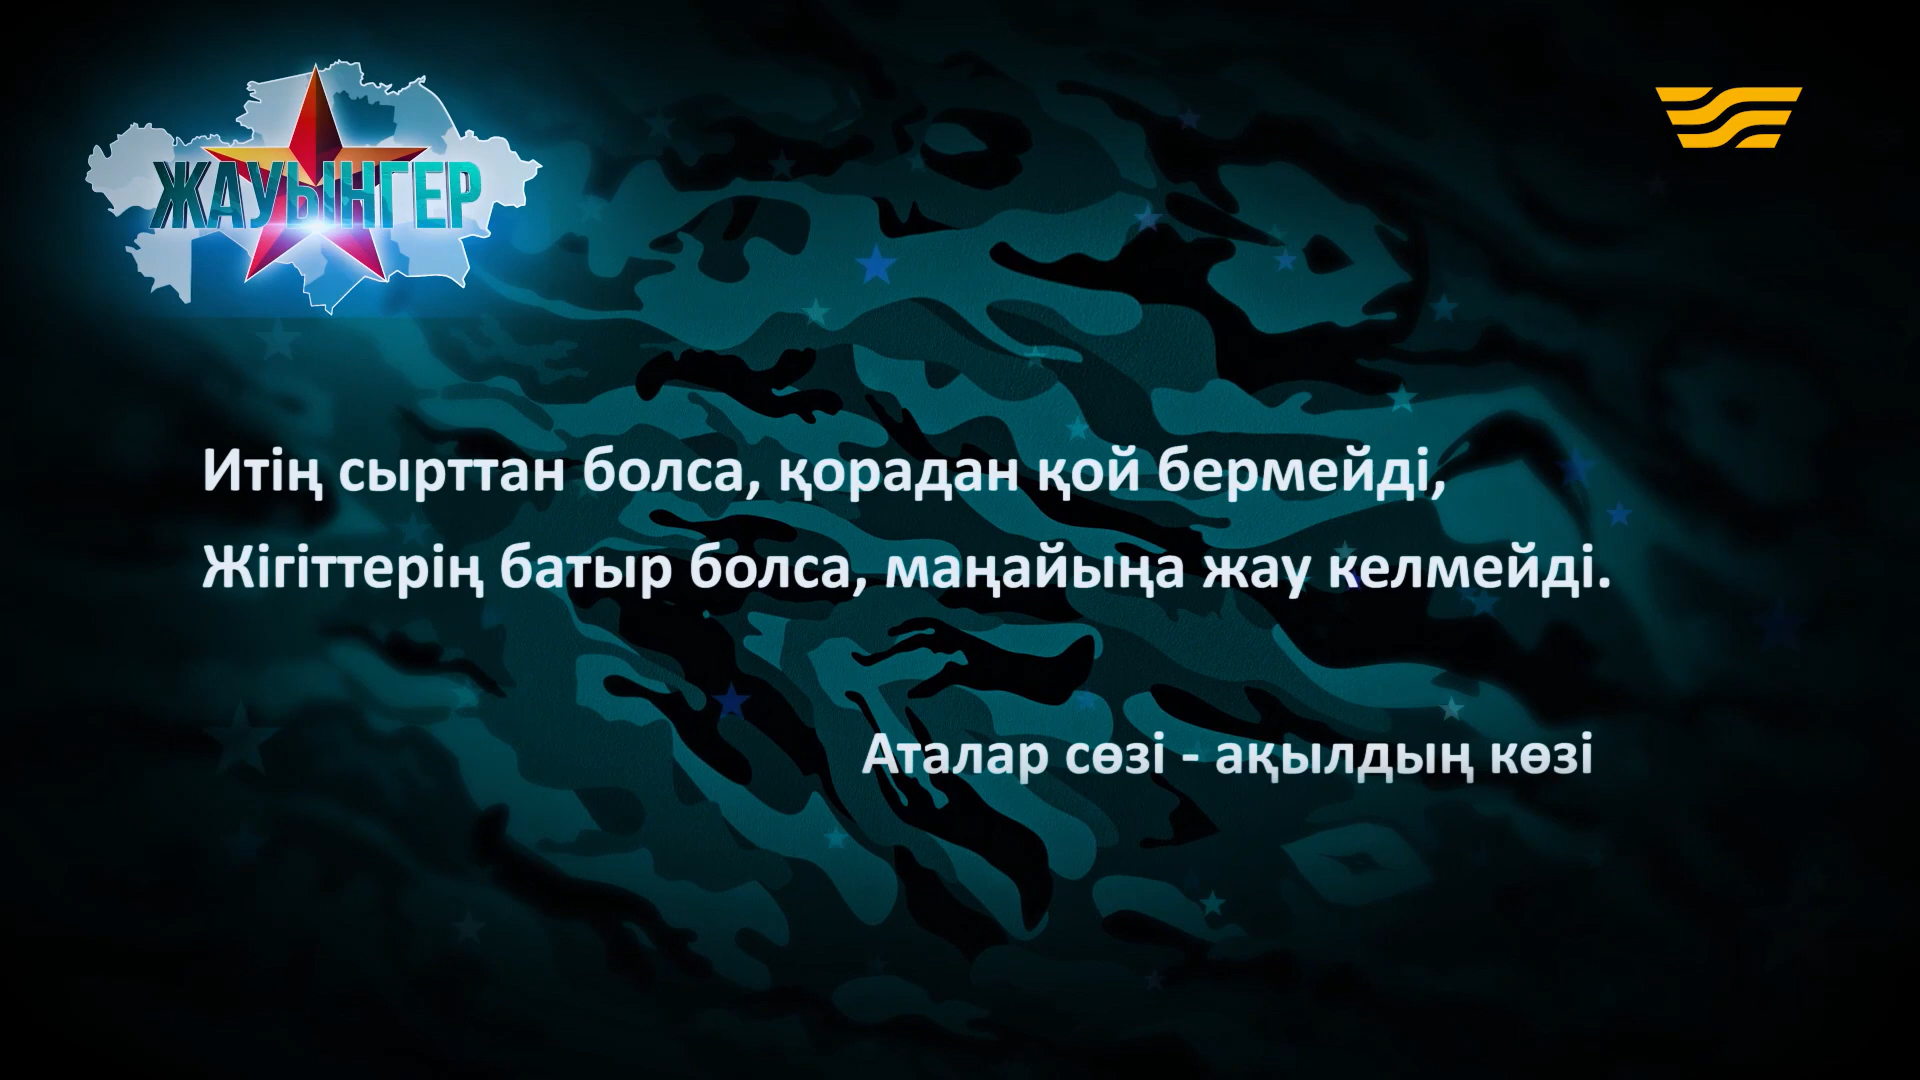 ЖАУЫНГЕР
Итің сырттан болса, қорадан қой бермейді,
Жігіттерің батыр болса, маңайыңа жау келмейді.
Аталар сөзі - ақылдың көзі